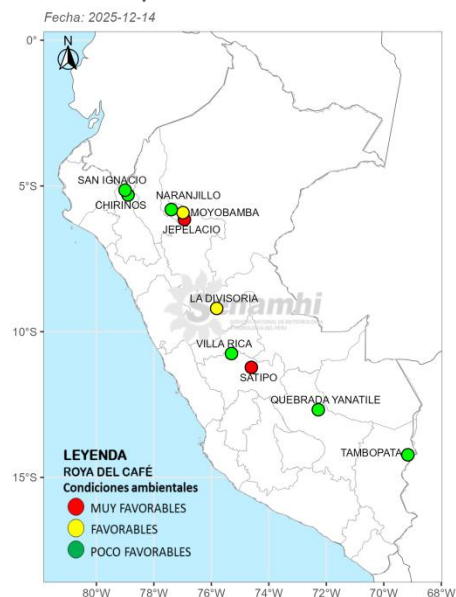 Fecha: 2025-12-14
N
0°
SAN IGNACIO
5°S
NARANJILLO
CHIRINOS
MOYOBAMBA
JEPELACIO
LA DIVISORIA
Senamhi
10°S
VILLA RICA
SATIPO
QUEBRADA YANATILE
TAMBOPATA
15°S
LEYENDA
ROYA DEL CAFÉ
Condiciones ambientales
MUY FAVORABLES
FAVORABLES
POCO FAVORABLES
80°W 78°W 76°W 74°W 72°W 70°W 68°W